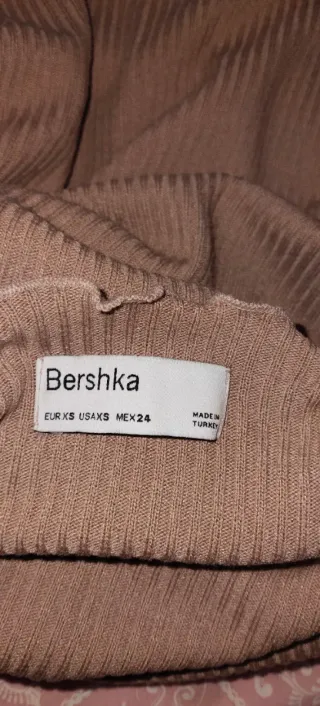 Bershka
EUR XS USA XS MEX 24
MADE IN
TURKEY